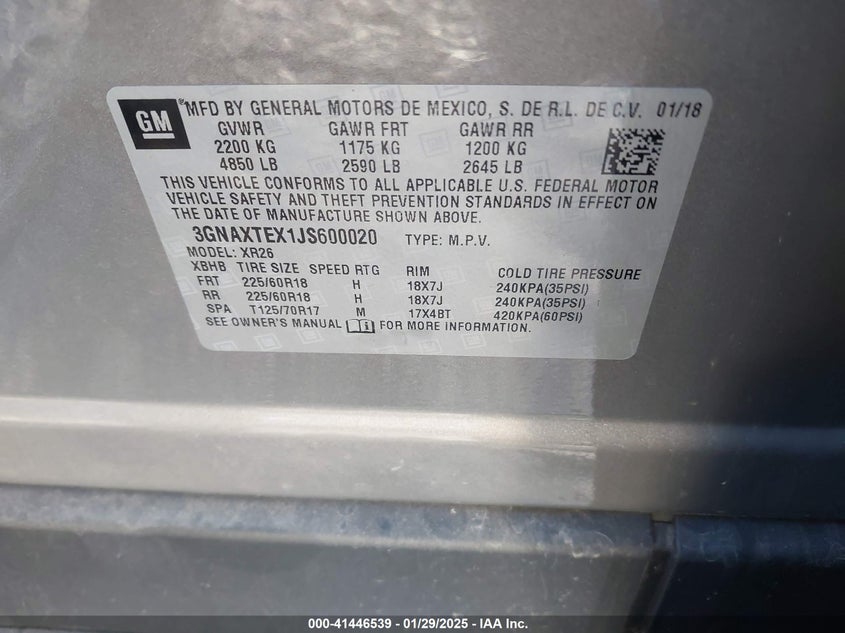 GM ® MFD BY GENERAL MOTORS DE MEXICO, S. DE R.L. DE C.V. 01/18
GVWR GAWR FRT GAWR RR
2200 KG 1175 KG 1200 KG
4850 LB 2590 LB 2645 LB
THIS VEHICLE CONFORMS TO ALL APPLICABLE U.S. FEDERAL MOTOR
VEHICLE SAFETY AND THEFT PREVENTION STANDARDS IN EFFECT ON
THE DATE OF MANUFACTURE SHOWN ABOVE.
3GNAXTEX1JS600020 TYPE: M.P.V.
MODEL: XR26
XBHB TIRE SIZE SPEED RTG RIM COLD TIRE PRESSURE
FRT 225/60R18 H 18X7J 240KPA(35PSI)
RR 225/60R18 H 18X7J 240KPA(35PSI)
SPA T125/70R17 M 17X4BT 420KPA(60PSI)
SEE OWNER'S MANUAL FOR MORE INFORMATION.
000-41446539 - 01/29/2025 - IAA Inc.